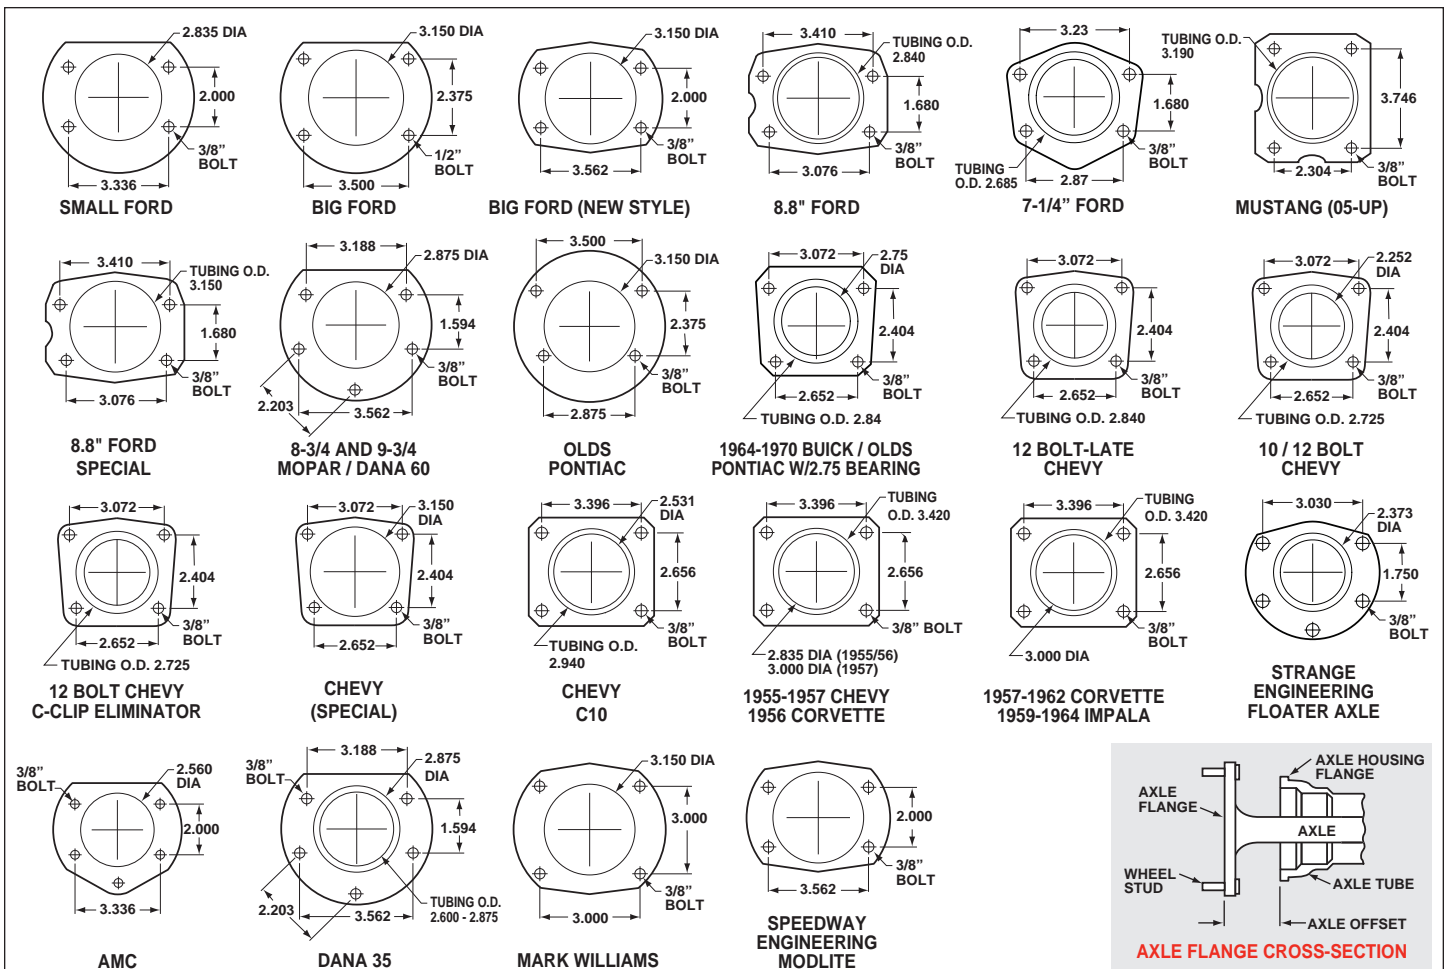 2.835 DIA
2.000
3/8”
BOLT
3.336
SMALL FORD
3.150 DIA
2.375
1/2”
BOLT
3.500
BIG FORD
3.150 DIA
2.000
3/8”
BOLT
3.562
BIG FORD (NEW STYLE)
3.410
TUBING O.D.
2.840
1.680
3/8”
BOLT
3.076
8.8" FORD
3.23
1.680
3/8”
BOLT
TUBING
O.D. 2.685
2.87
7-1/4” FORD
TUBING O.D.
3.190
3.746
3/8”
BOLT
2.304
MUSTANG (05-UP)
3.410
TUBING O.D.
3.150
1.680
3/8”
BOLT
3.076
8.8" FORD
SPECIAL
3.188
2.875 DIA
1.594
3/8”
BOLT
2.203
3.562
8-3/4 AND 9-3/4
MOPAR / DANA 60
3.500
3.150 DIA
2.375
3/8”
BOLT
2.875
OLDS
PONTIAC
3.072
2.75
DIA
2.404
3/8”
BOLT
2.652
TUBING O.D. 2.84
1964-1970 BUICK / OLDS
PONTIAC W/2.75 BEARING
3.072
2.404
3/8”
BOLT
2.652
TUBING O.D. 2.840
12 BOLT-LATE
CHEVY
3.072
2.252
DIA
2.404
3/8”
BOLT
2.652
TUBING O.D. 2.725
10 / 12 BOLT
CHEVY
3.072
2.404
3/8”
BOLT
2.652
TUBING O.D. 2.725
12 BOLT CHEVY
C-CLIP ELIMINATOR
3.072
3.150
DIA
2.404
3/8”
BOLT
2.652
CHEVY
(SPECIAL)
3.396
2.531
DIA
2.656
3/8”
BOLT
TUBING O.D.
2.940
CHEVY
C10
3.396
TUBING
O.D. 3.420
2.656
3/8” BOLT
2.835 DIA (1955/56)
3.000 DIA (1957)
1955-1957 CHEVY
1956 CORVETTE
3.396
TUBING
O.D. 3.420
2.656
3/8”
BOLT
3.000 DIA
1957-1962 CORVETTE
1959-1964 IMPALA
3.030
2.373
DIA
1.750
3/8”
BOLT
STRANGE
ENGINEERING
FLOATER AXLE
3/8”
BOLT
2.560
DIA
2.000
3.336
AMC
3/8”
BOLT
3.188
2.875
DIA
1.594
2.203
3.562
TUBING O.D.
2.600 - 2.875
DANA 35
3.150 DIA
3.000
3/8”
BOLT
3.000
MARK WILLIAMS
2.000
3/8”
BOLT
3.562
SPEEDWAY
ENGINEERING
MODLITE
AXLE HOUSING
FLANGE
AXLE
FLANGE
AXLE
WHEEL
STUD
AXLE TUBE
AXLE OFFSET
AXLE FLANGE CROSS-SECTION